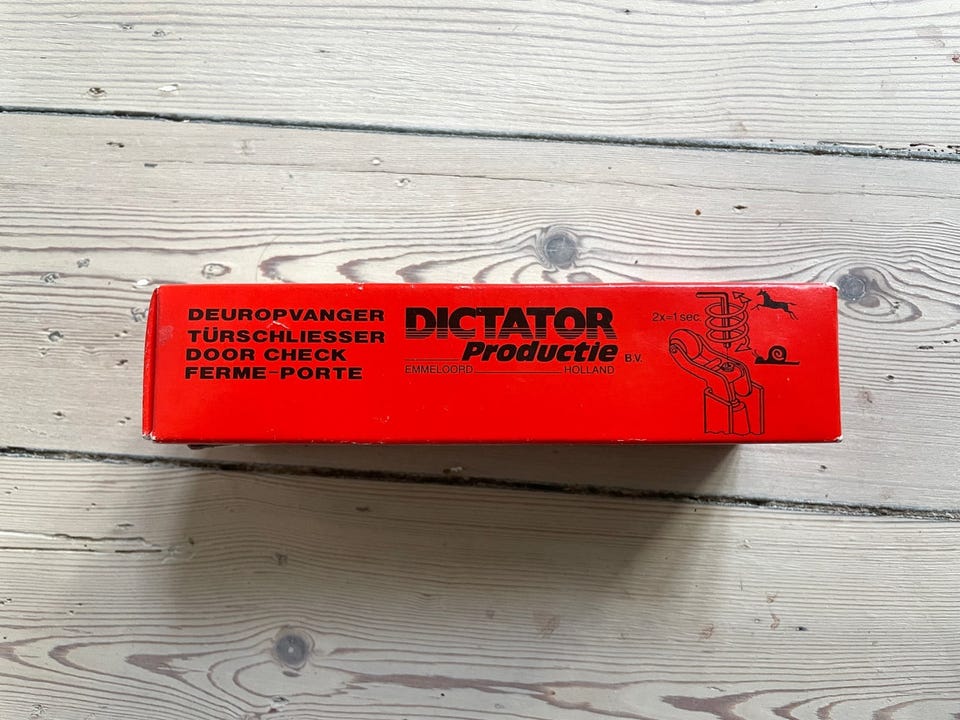 DEUROPVANGER
TÜRSCHLIESSER
DOOR CHECK
FERME-PORTE
DICTATOR
Productie B.V.
EMMELOORD HOLLAND
2x=1sec.